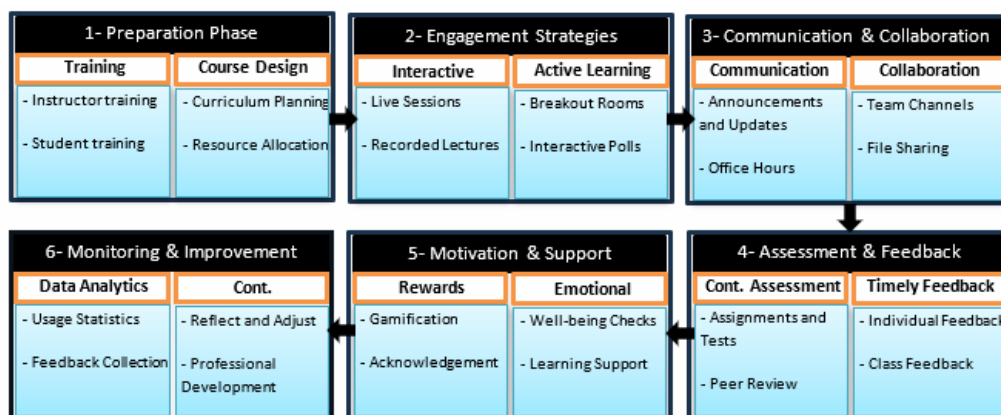 1- Preparation Phase
Training
Course Design
- Instructor training
- Student training
- Curriculum Planning
- Resource Allocation
2- Engagement Strategies
Interactive
Active Learning
- Live Sessions
- Recorded Lectures
- Breakout Rooms
- Interactive Polls
3- Communication & Collaboration
Communication
Collaboration
- Announcements
and Updates
- Office Hours
- Team Channels
- File Sharing
4- Assessment & Feedback
Cont. Assessment
Timely Feedback
- Assignments and
Tests
- Peer Review
- Individual Feedback
- Class Feedback
5- Motivation & Support
Rewards
Emotional
- Gamification
- Acknowledgement
- Well-being Checks
- Learning Support
6- Monitoring & Improvement
Data Analytics
Cont.
- Usage Statistics
- Feedback Collection
- Reflect and Adjust
- Professional
Development